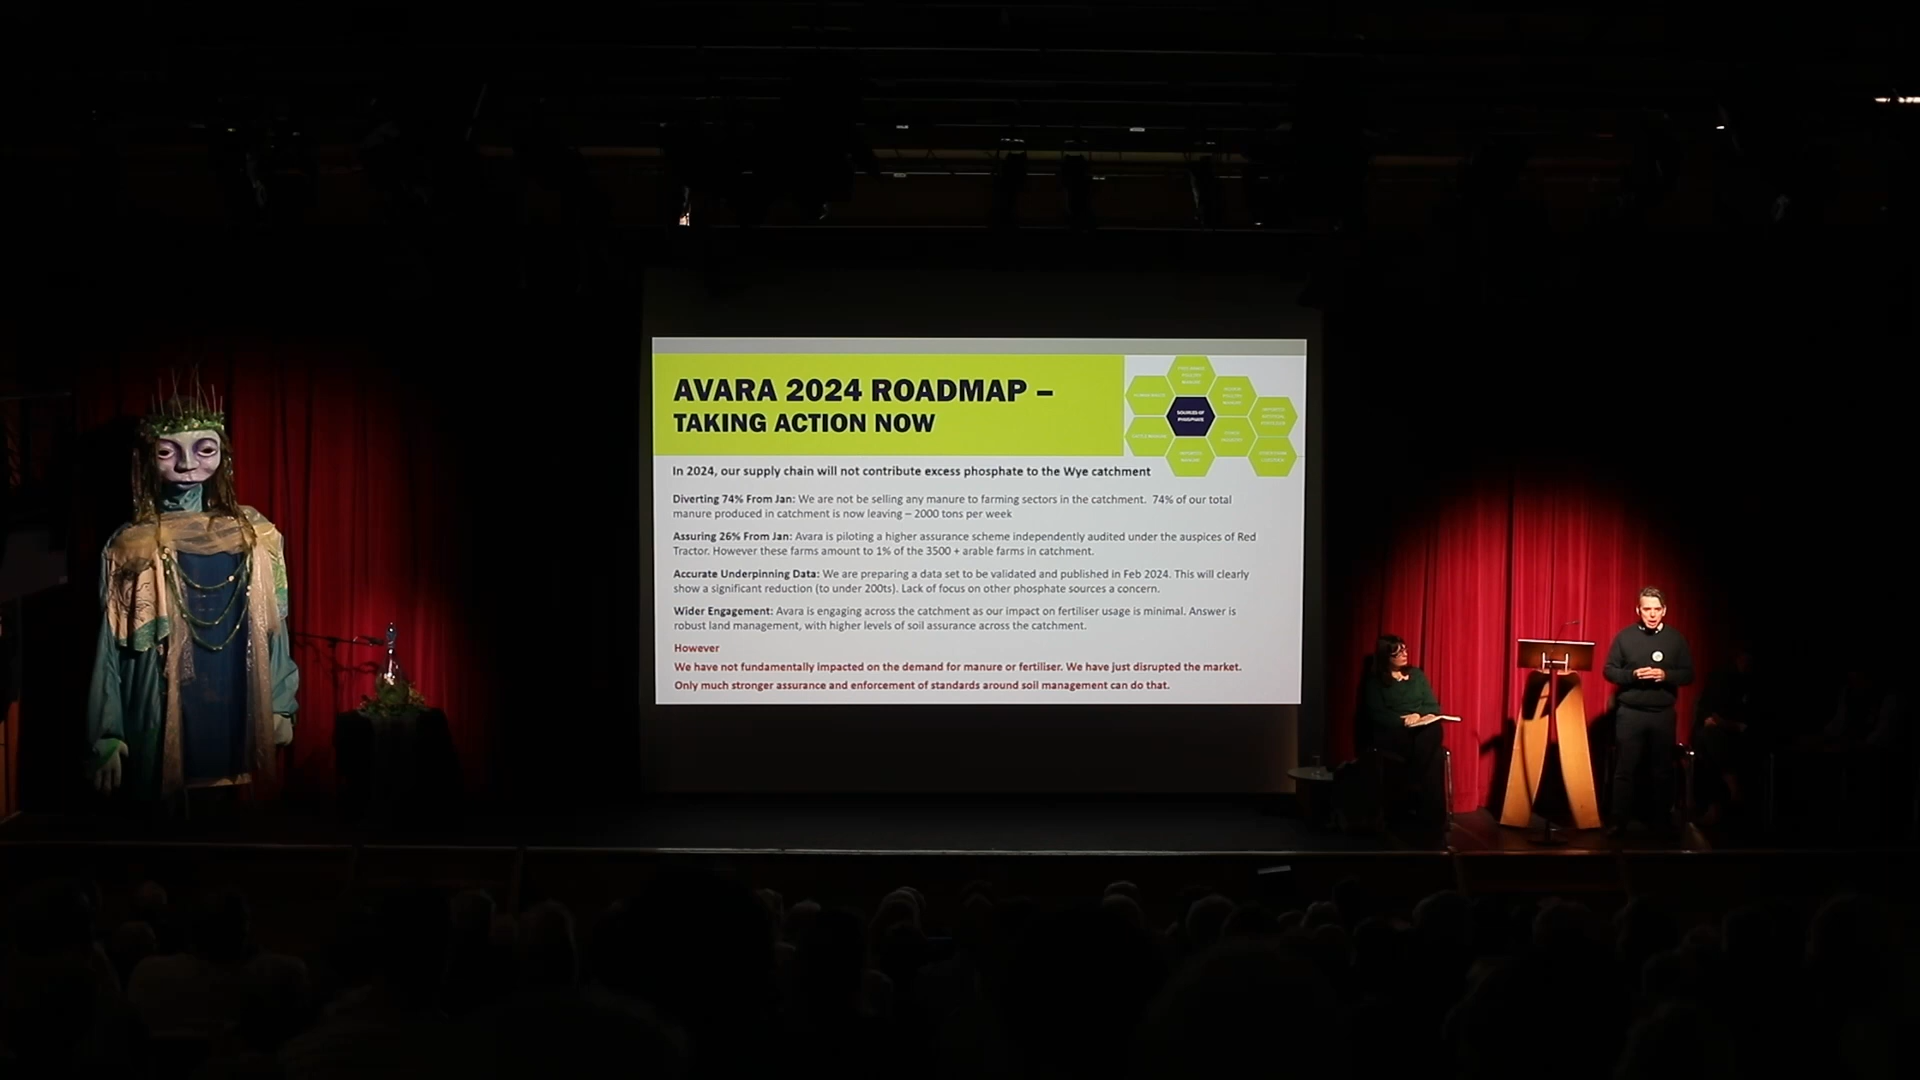 AVARA 2024 ROADMAP –
TAKING ACTION NOW
SOURCES OF
PHOSPHATE
In 2024, our supply chain will not contribute excess phosphate to the Wye catchment
Diverting 74% From Jan: We are not be selling any manure to farming sectors in the catchment. 74% of our total
manure produced in catchment is now leaving – 2000 tons per week
Assuring 26% From Jan: Avara is piloting a higher assurance scheme independently audited under the auspices of Red
Tractor. However these farms amount to 1% of the 3500 + arable farms in catchment.
Accurate Underpinning Data: We are preparing a data set to be validated and published in Feb 2024. This will clearly
show a significant reduction (to under 200ts). Lack of focus on other phosphate sources a concern.
Wider Engagement: Avara is engaging across the catchment as our impact on fertiliser usage is minimal. Answer is
robust land management, with higher levels of soil assurance across the catchment.
However
We have not fundamentally impacted on the demand for manure or fertiliser. We have just disrupted the market.
Only much stronger assurance and enforcement of standards around soil management can do that.